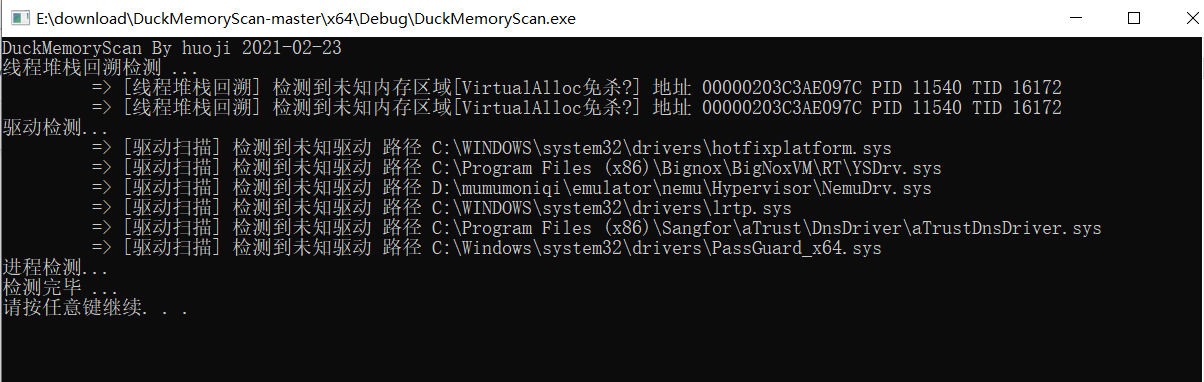 E:\download\DuckMemoryScan-master\x64\Debug\DuckMemoryScan.exe
DuckMemoryScan By huoji 2021-02-23
线程堆栈回溯检测 ...
=> [线程堆栈回溯] 检测到未知内存区域[VirtualAlloc免杀?] 地址 00000203C3AE097C PID 11540 TID 16172
=> [线程堆栈回溯] 检测到未知内存区域[VirtualAlloc免杀?] 地址 00000203C3AE097C PID 11540 TID 16172
驱动检测...
=> [驱动扫描] 检测到未知驱动 路径 C:\WINDOWS\system32\drivers\hotfixplatform.sys
=> [驱动扫描] 检测到未知驱动 路径 C:\Program Files (x86)\Bignox\BigNoxVM\RT\YSDrv.sys
=> [驱动扫描] 检测到未知驱动 路径 D:\mumumoniqi\emulator\nemu\Hypervisor\NemuDrv.sys
=> [驱动扫描] 检测到未知驱动 路径 C:\WINDOWS\system32\drivers\lrtp.sys
=> [驱动扫描] 检测到未知驱动 路径 C:\Program Files (x86)\Sangfor\aTrust\DnsDriver\aTrustDnsDriver.sys
=> [驱动扫描] 检测到未知驱动 路径 C:\Windows\system32\drivers\PassGuard_x64.sys
进程检测...
检测完毕 ...
请按任意键继续. . .